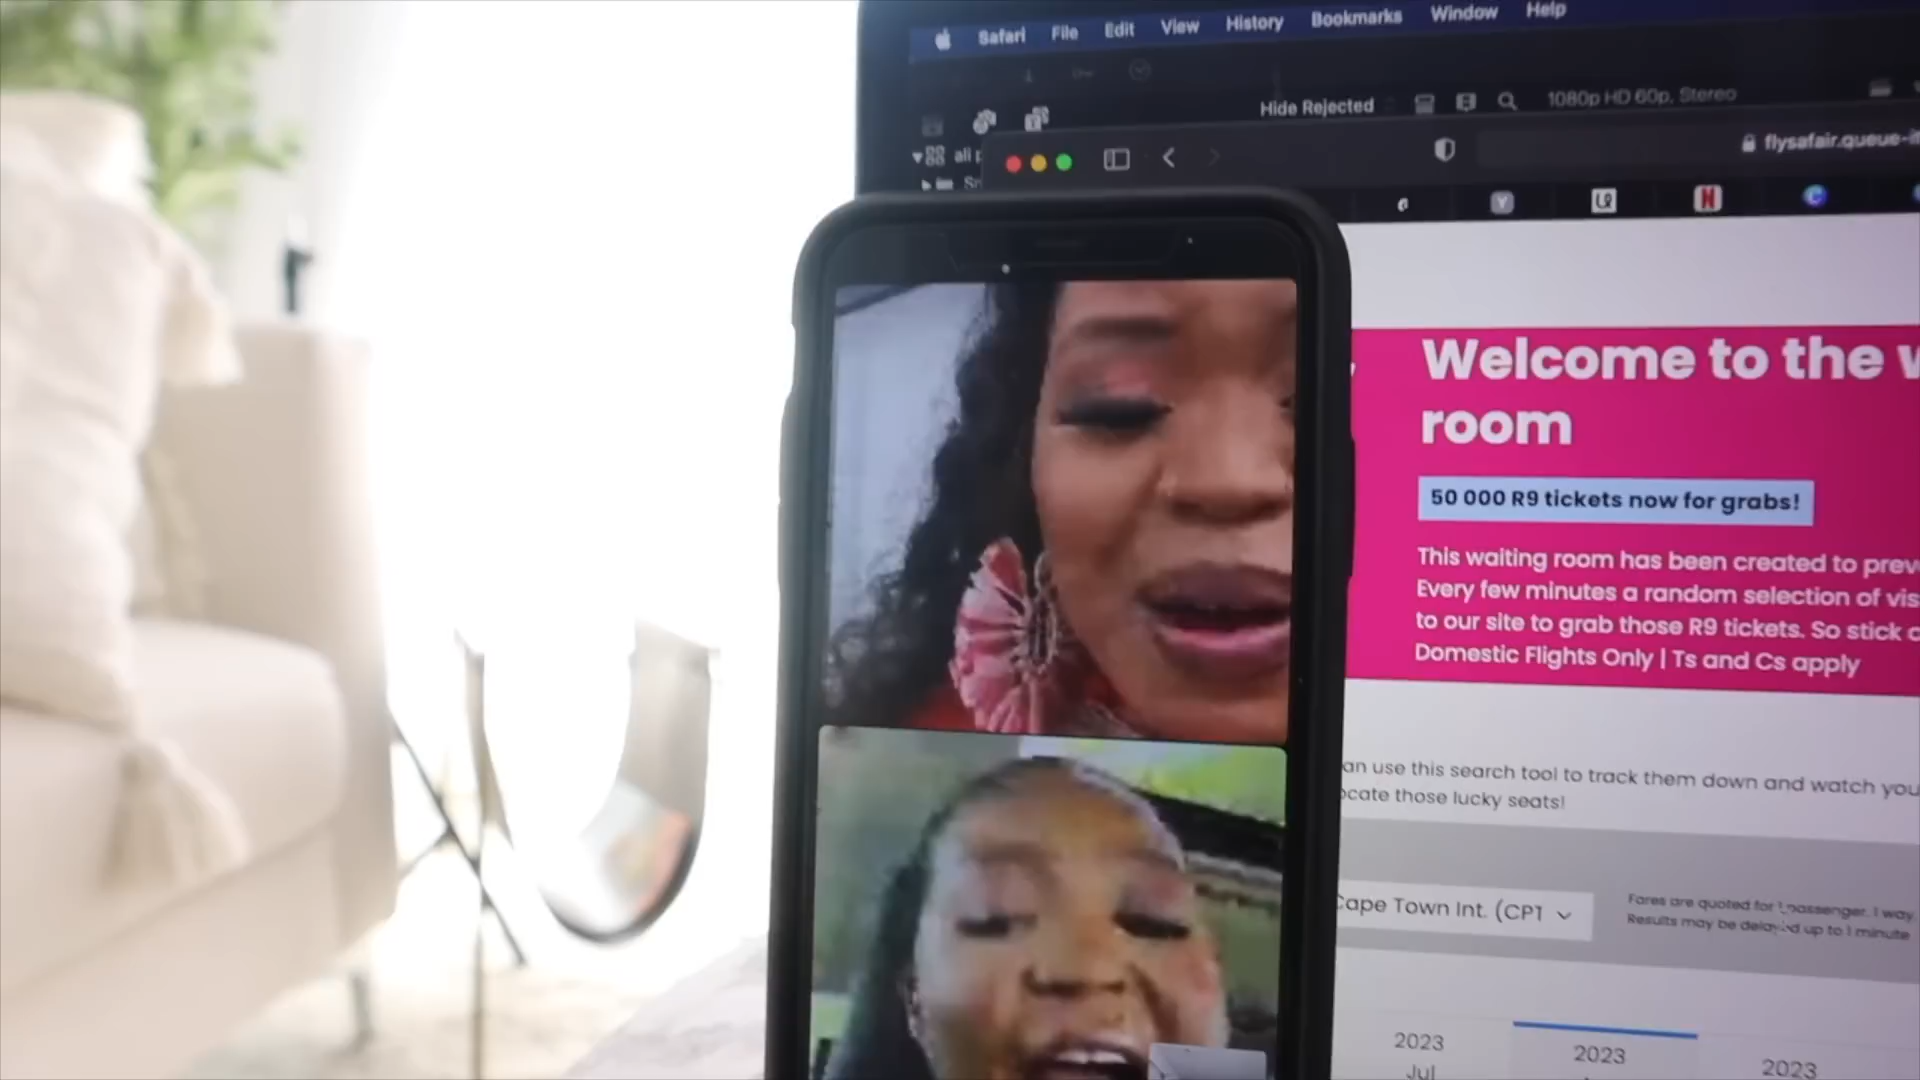 Safari File Edit View History Bookmarks Window Help
Hide Rejected 1080p HD 60p, Stereo
flysafair.queue-it
Welcome to the
room
50 000 R9 tickets now for grabs!
This waiting room has been created to prev
Every few minutes a random selection of vis
to our site to grab those R9 tickets. So stick
Domestic Flights Only | Ts and Cs apply
an use this search tool to track them down and watch you
ocate those lucky seats!
Cape Town Int. (CPT
Fares are quoted for 1 passenger, 1 way
Results may be delayed up to 1 minute
2023
Jul
2023
2023